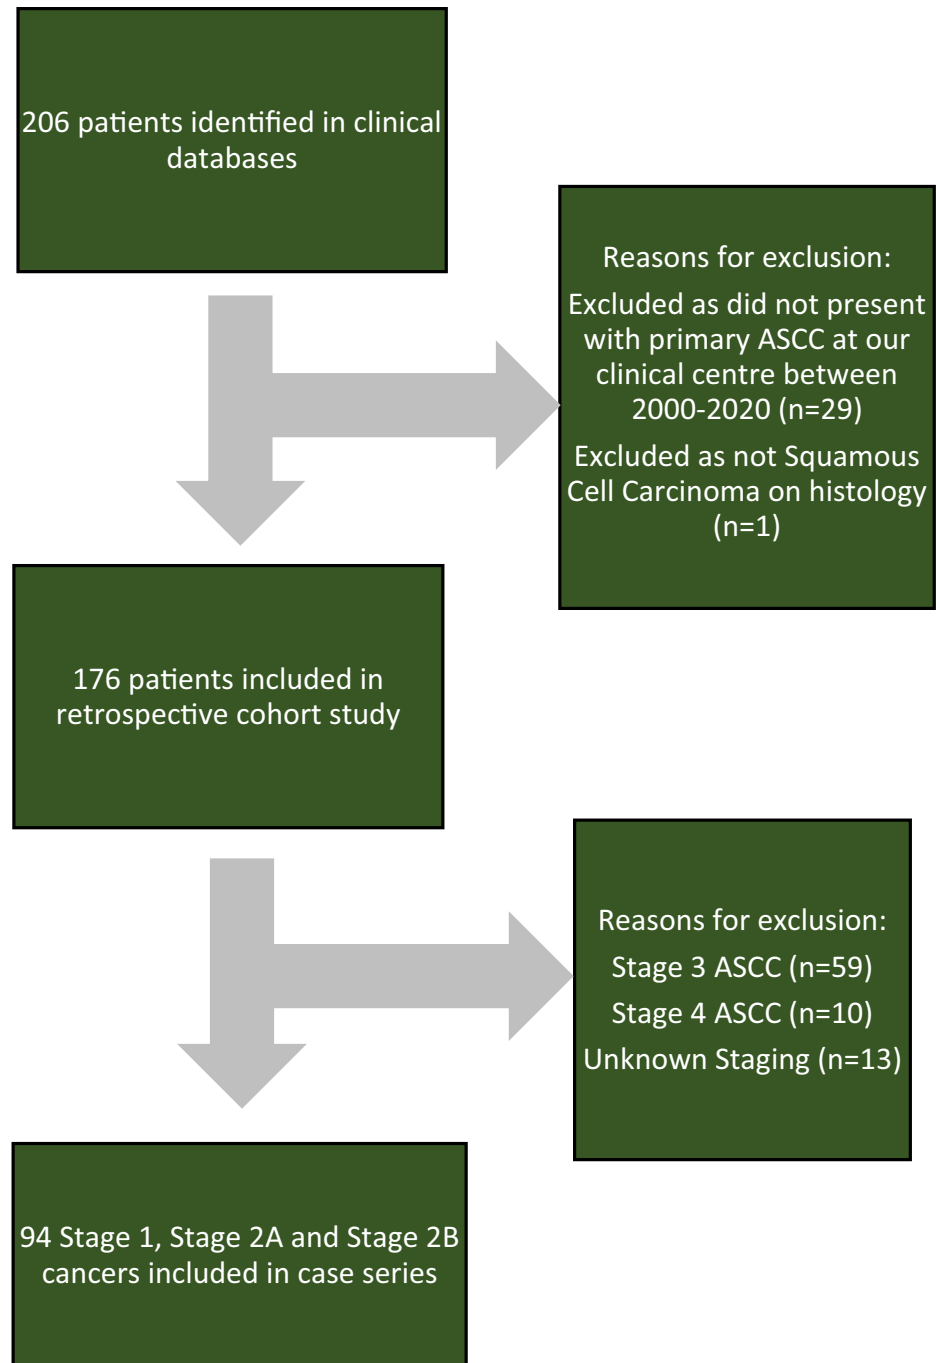 206 patients identified in clinical
databases
Reasons for exclusion:
Excluded as did not present
with primary ASCC at our
clinical centre between
2000-2020 (n=29)
Excluded as not Squamous
Cell Carcinoma on histology
(n=1)
176 patients included in
retrospective cohort study
Reasons for exclusion:
Stage 3 ASCC (n=59)
Stage 4 ASCC (n=10)
Unknown Staging (n=13)
94 Stage 1, Stage 2A and Stage 2B
cancers included in case series